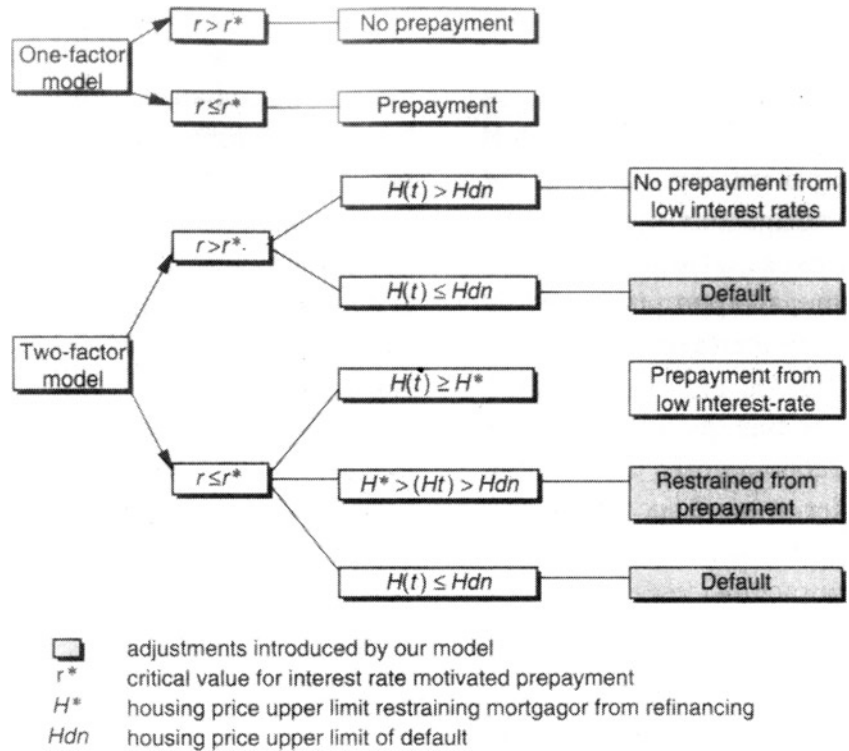 One-factor
model
r > r*
No prepayment
r ≤ r*
Prepayment
Two-factor
model
r > r*.
H(t) > Hdn
No prepayment from
low interest rates
H(t) ≤ Hdn
Default
r ≤ r*
H(t) ≥ H*
Prepayment from
low interest-rate
H* > (Ht) > Hdn
Restrained from
prepayment
H(t) ≤ Hdn
Default
adjustments introduced by our model
r* critical value for interest rate motivated prepayment
H* housing price upper limit restraining mortgagor from refinancing
Hdn housing price upper limit of default